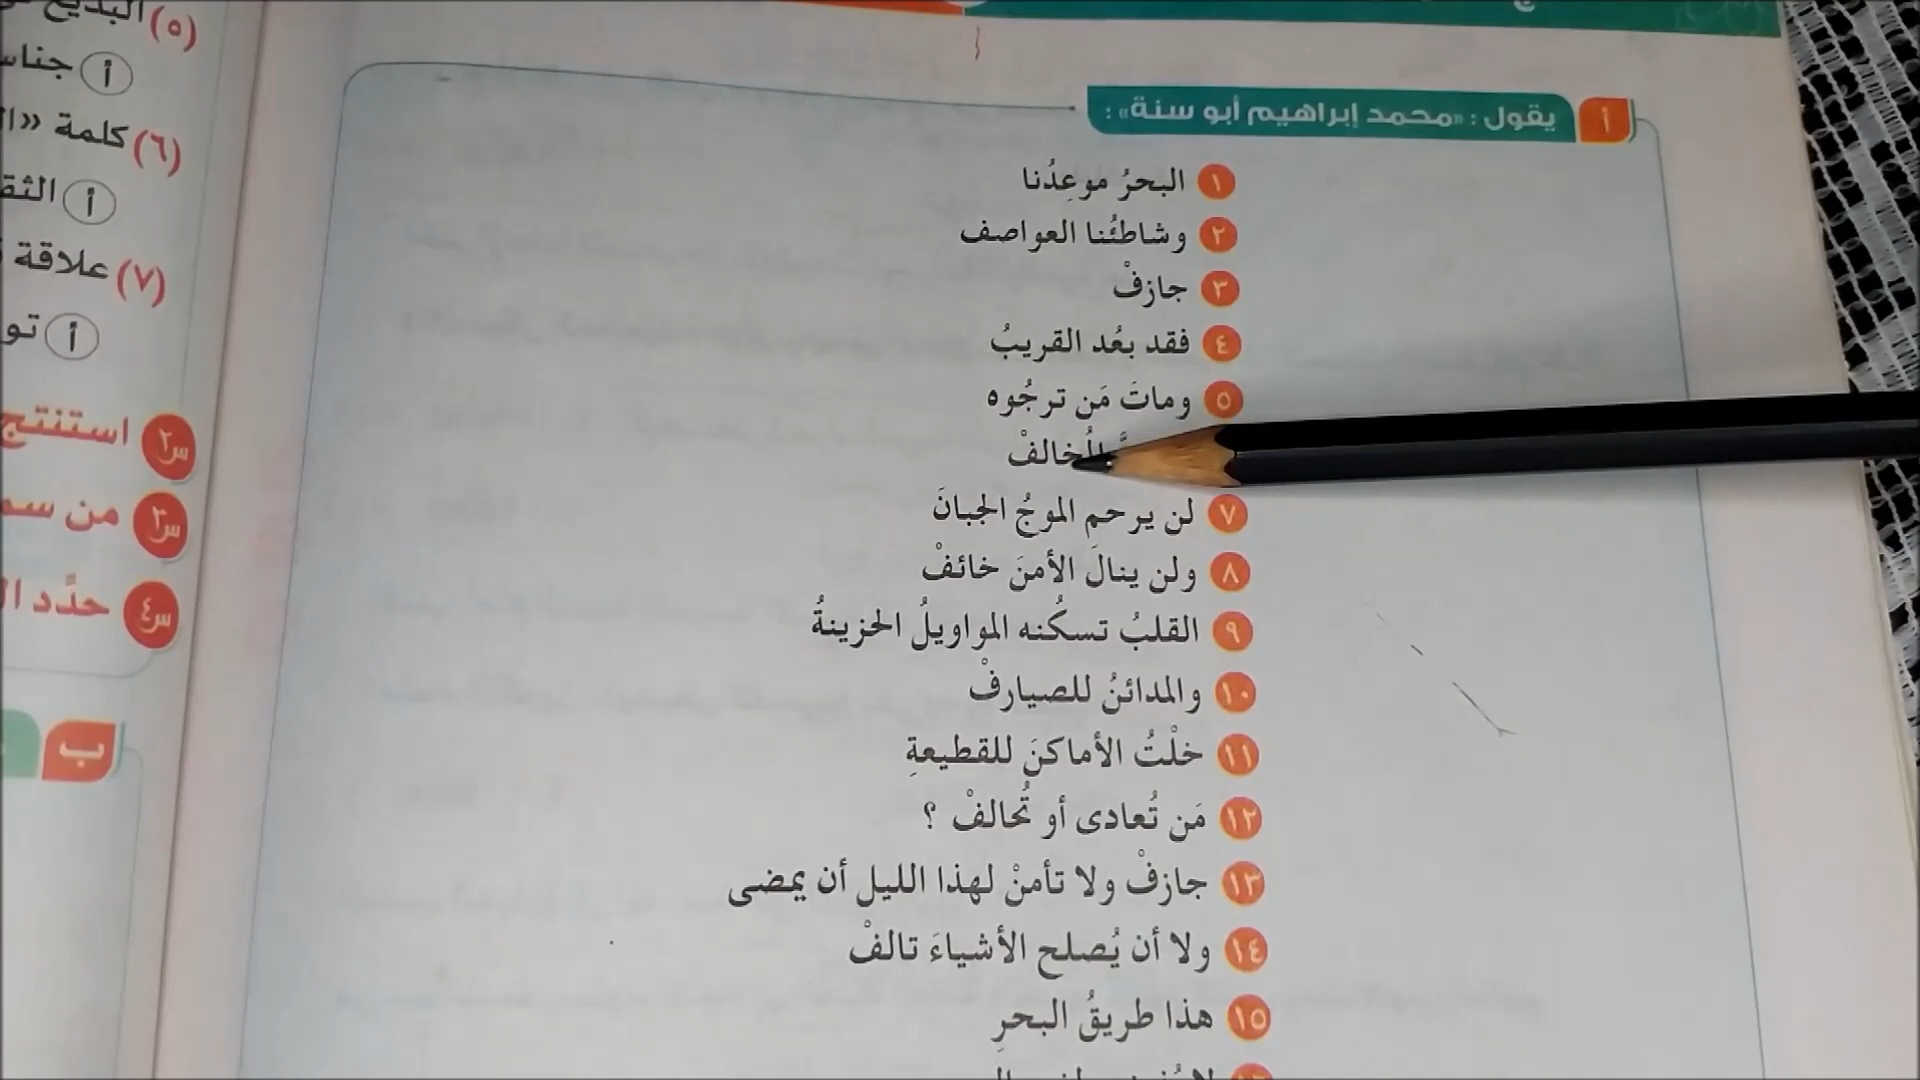 أ يقول : «محمد إبراهيم أبو سنة» :
١ البحرُ موعِدُنا
٢ وشاطئُنا العواصف
٣ جازفْ
٤ فقد بعُد القريبُ
٥ وماتَ مَن ترجُوه
المُخالفْ
٧ لن يرحم الموجُ الجبانَ
٨ ولن ينالَ الأمنَ خائفْ
٩ القلبُ تسكُنه المواويلُ الحزينةُ
١٠ والمدائنُ للصيارفْ
١١ خلْتُ الأماكنَ للقطيعةِ
١٢ مَن تُعادى أو تُحالفْ ؟
١٣ جازفْ ولا تأمنْ لهذا الليل أن يمضى
١٤ ولا أن يُصلح الأشياءَ تالفْ
١٥ هذا طريقُ البحرِ
(٥) البديع
أ جناس
(٦) كلمة «
أ
(٧) علاقة
أ
س٢ استنتج
س٣ من
س٤ حدَّد
ب